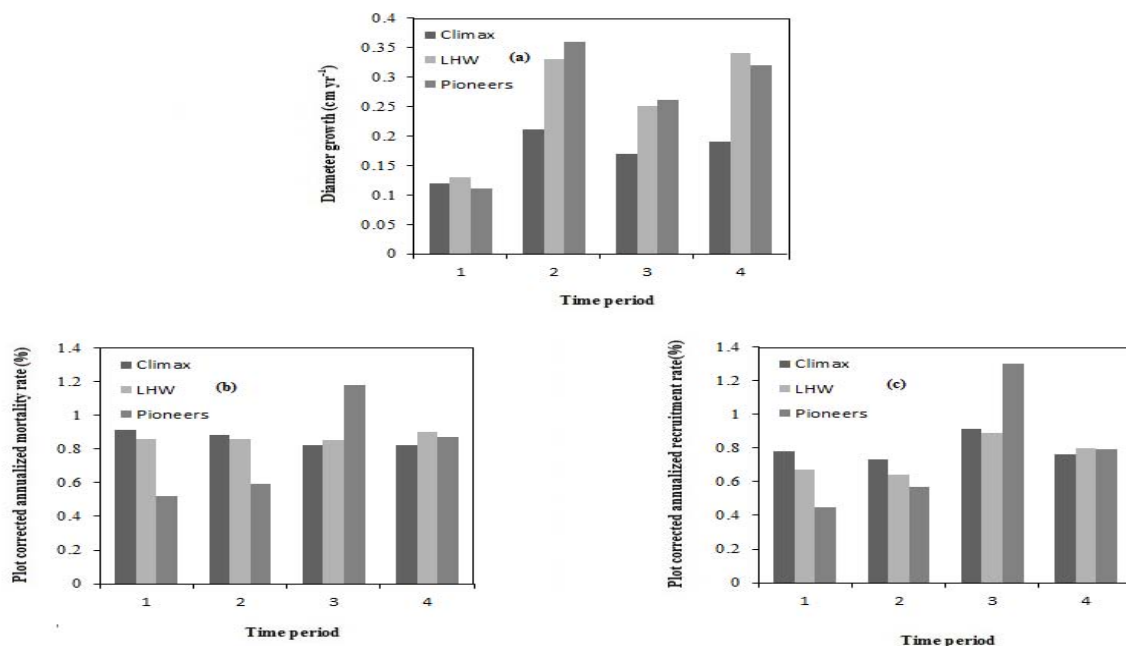 Diameter growth (cm yr⁻¹)
0.4
0.35
0.3
0.25
0.2
0.15
0.1
0.05
0
Climax
LHW
(a)
Pioneers
1 2 3 4
Time period
Plot corrected annualized mortality rate (%)
1.4
1.2
1
0.8
0.6
0.4
0.2
0
Climax
LHW
(b)
Pioneers
1 2 3 4
Time period
Plot corrected annualized recruitment rate(%)
1.4
1.2
1
0.8
0.6
0.4
0.2
0
Climax
LHW
(c)
Pioneers
1 2 3 4
Time period